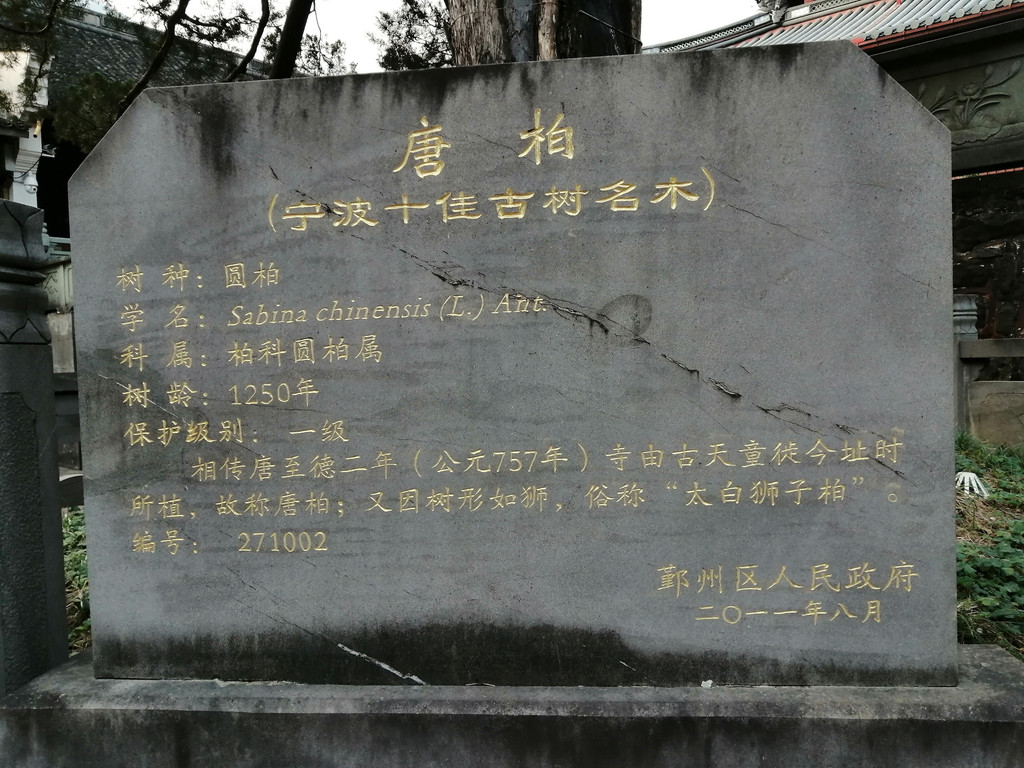 唐 柏
(宁波十佳古树名木)
树 种：圆柏
学 名：Sabina chinensis (L.) Ant.
科 属：柏科圆柏属
树 龄：1250年
保护级别： 一级
相传唐至德二年（公元757年）寺由古天童徙今址时
所植，故称唐柏；又因树形如狮，俗称“太白狮子柏”。
编号： 271002
鄞州区人民政府
二〇一一年八月